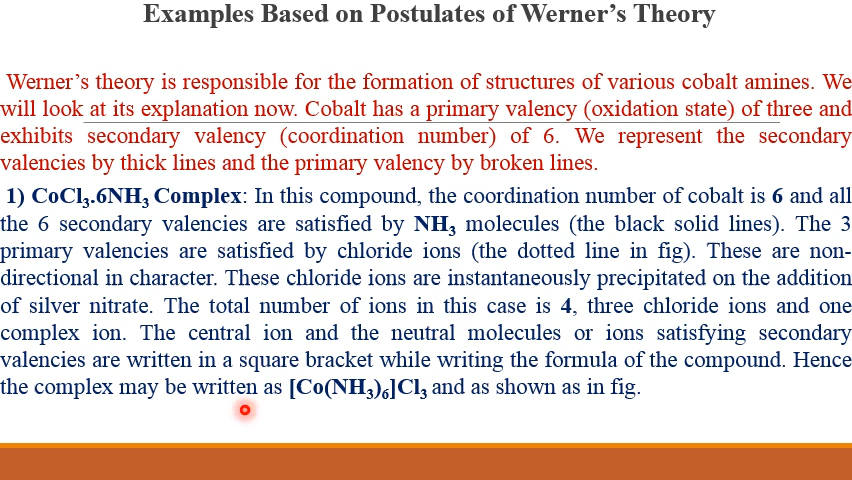 Examples Based on Postulates of Werner’s Theory
Werner’s theory is responsible for the formation of structures of various cobalt amines. We
will look at its explanation now. Cobalt has a primary valency (oxidation state) of three and
exhibits secondary valency (coordination number) of 6. We represent the secondary
valencies by thick lines and the primary valency by broken lines.
1) CoCl₃.6NH₃ Complex: In this compound, the coordination number of cobalt is 6 and all
the 6 secondary valencies are satisfied by NH₃ molecules (the black solid lines). The 3
primary valencies are satisfied by chloride ions (the dotted line in fig). These are non-
directional in character. These chloride ions are instantaneously precipitated on the addition
of silver nitrate. The total number of ions in this case is 4, three chloride ions and one
complex ion. The central ion and the neutral molecules or ions satisfying secondary
valencies are written in a square bracket while writing the formula of the compound. Hence
the complex may be written as [Co(NH₃)₆]Cl₃ and as shown as in fig.